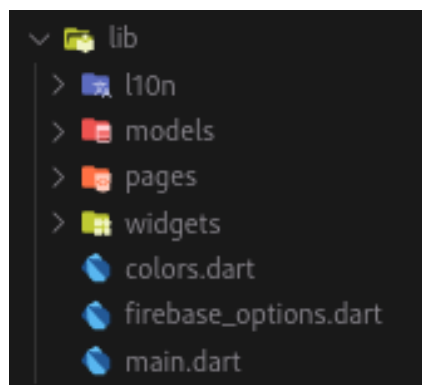 lib
l10n
models
pages
widgets
colors.dart
firebase_options.dart
main.dart